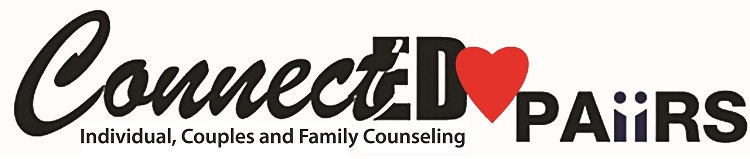 Connect'ED PAiiRS
Individual, Couples and Family Counseling